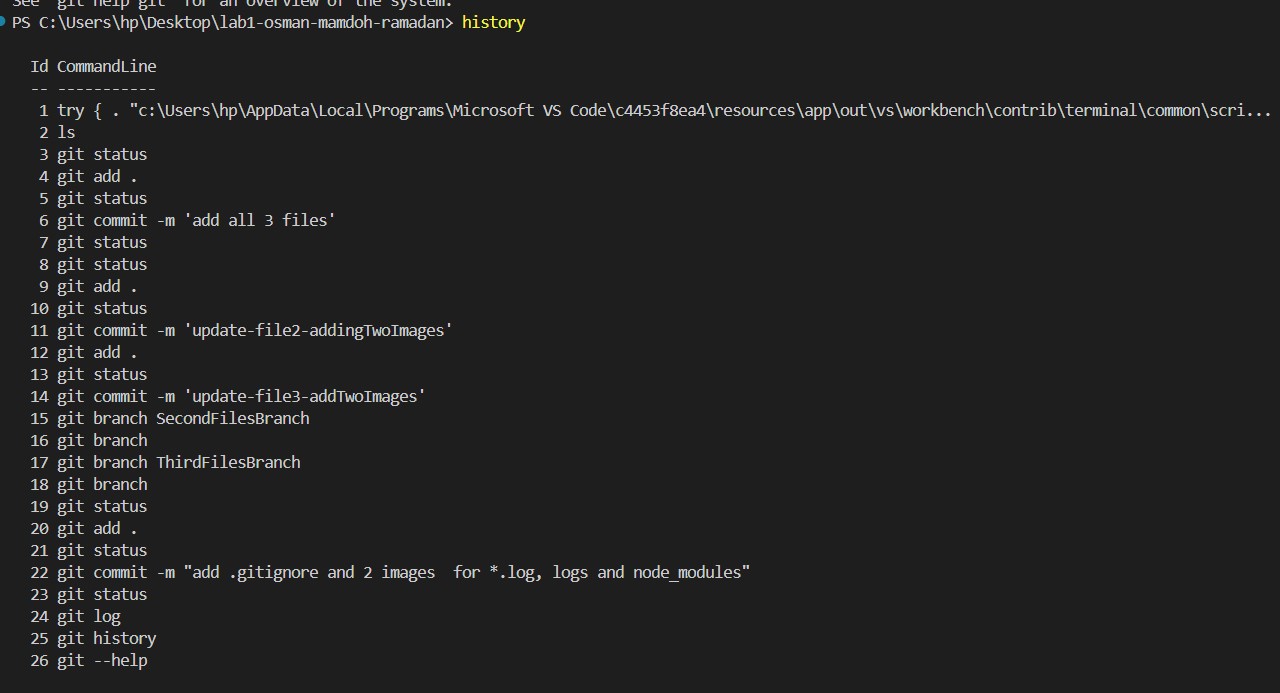 See 'git help git' for an overview of the system.
PS C:\Users\hp\Desktop\lab1-osman-mamdoh-ramadan> history
Id CommandLine
-- -----------
1 try { . "c:\Users\hp\AppData\Local\Programs\Microsoft VS Code\c4453f8ea4\resources\app\out\vs\workbench\contrib\terminal\common\scri...
2 ls
3 git status
4 git add .
5 git status
6 git commit -m 'add all 3 files'
7 git status
8 git status
9 git add .
10 git status
11 git commit -m 'update-file2-addingTwoImages'
12 git add .
13 git status
14 git commit -m 'update-file3-addTwoImages'
15 git branch SecondFilesBranch
16 git branch
17 git branch ThirdFilesBranch
18 git branch
19 git status
20 git add .
21 git status
22 git commit -m "add .gitignore and 2 images  for *.log, logs and node_modules"
23 git status
24 git log
25 git history
26 git --help